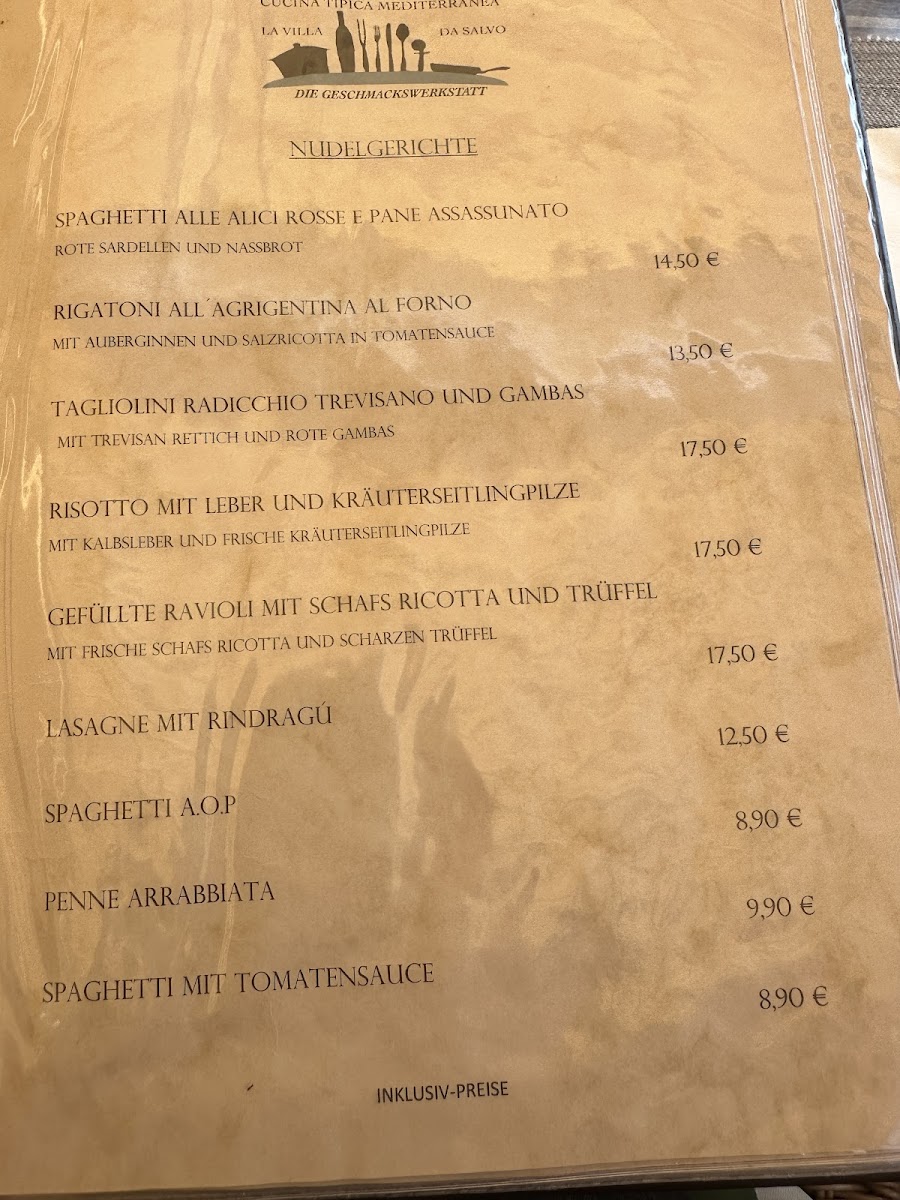 CUCINA TIPICA MEDITERRANEA
LA VILLA DA SALVO
DIE GESCHMACKSWERKSTATT
NUDELGERICHTE
SPAGHETTI ALLE ALICI ROSSE E PANE ASSASSUNATO
ROTE SARDELLEN UND NASSBROT
14,50 €
RIGATONI ALL´AGRIGENTINA AL FORNO
MIT AUBERGINNEN UND SALZRICOTTA IN TOMATENSAUCE
13,50 €
TAGLIOLINI RADICCHIO TREVISANO UND GAMBAS
MIT TREVISAN RETTICH UND ROTE GAMBAS
17,50 €
RISOTTO MIT LEBER UND KRÄUTERSEITLINGPILZE
MIT KALBSLEBER UND FRISCHE KRÄUTERSEITLINGPILZE
17,50 €
GEFÜLLTE RAVIOLI MIT SCHAFS RICOTTA UND TRÜFFEL
MIT FRISCHE SCHAFS RICOTTA UND SCHARZEN TRÜFFEL
17,50 €
LASAGNE MIT RINDRAGÚ
12,50 €
SPAGHETTI A.O.P
8,90 €
PENNE ARRABBIATA
9,90 €
SPAGHETTI MIT TOMATENSAUCE
8,90 €
INKLUSIV-PREISE